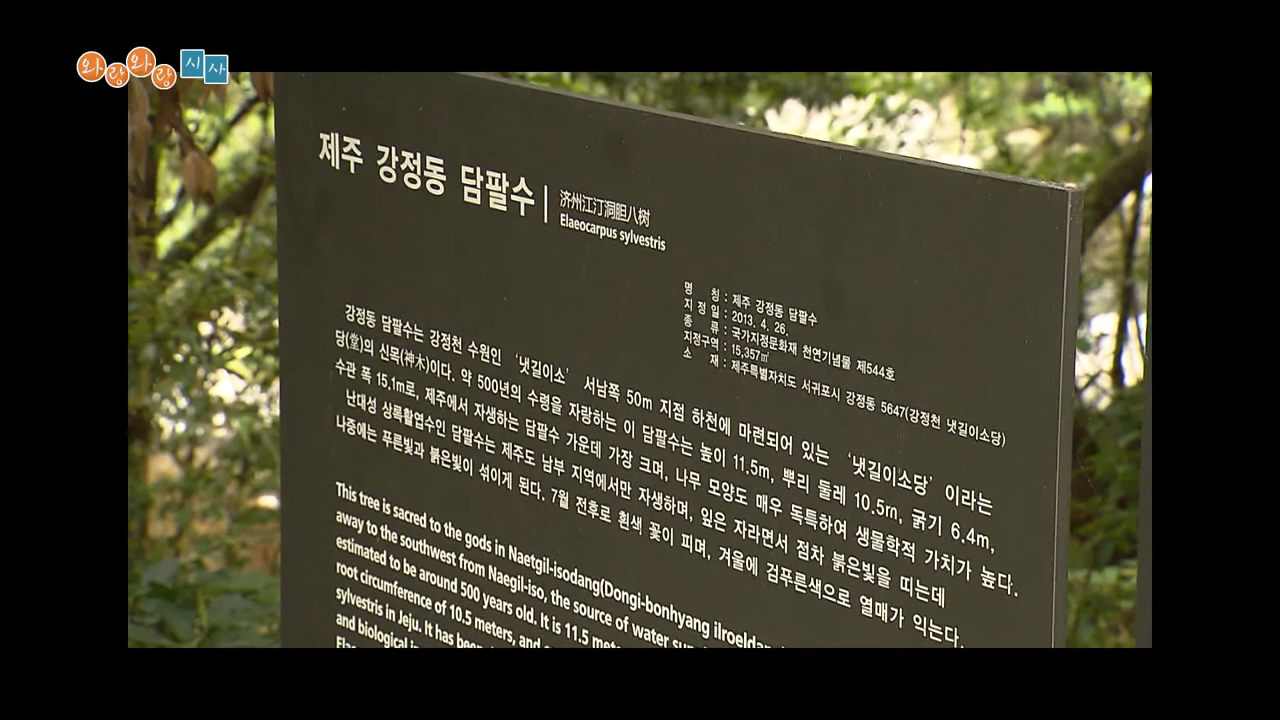 와랑와랑 시사
제주 강정동 담팔수
济州江汀洞胆八树
Elaeocarpus sylvestris
명 칭 : 제주 강정동 담팔수
지 정 일 : 2013. 4. 26.
종 류 : 국가지정문화재 천연기념물 제544호
지정구역 : 15,357㎡
소 재 : 제주특별자치도 서귀포시 강정동 5647(강정천 냇길이소당)
강정동 담팔수는 강정천 수원인 ‘냇길이소’ 서남쪽 50m 지점 하천에 마련되어 있는 ‘냇길이소당’ 이라는
당(堂)의 신목(神木)이다. 약 500년의 수령을 자랑하는 이 담팔수는 높이 11.5m, 뿌리 둘레 10.5m, 굵기 6.4m,
수관 폭 15.1m로, 제주에서 자생하는 담팔수 가운데 가장 크며, 나무 모양도 매우 독특하여 생물학적 가치가 높다.
난대성 상록활엽수인 담팔수는 제주도 남부 지역에서만 자생하며, 잎은 자라면서 점차 붉은빛을 띠는데
나중에는 푸른빛과 붉은빛이 섞이게 된다. 7월 전후로 흰색 꽃이 피며, 겨울에 검푸른색으로 열매가 익는다.
This tree is sacred to the gods in Naetgil-isodang(Dongi-bonhyang ilroeldan
away to the southwest from Naegil-iso, the source of water
estimated to be around 500 years old. It is 11.5
root circumference of 10.5 meters, and
sylvestris in Jeju. It has been
and biological